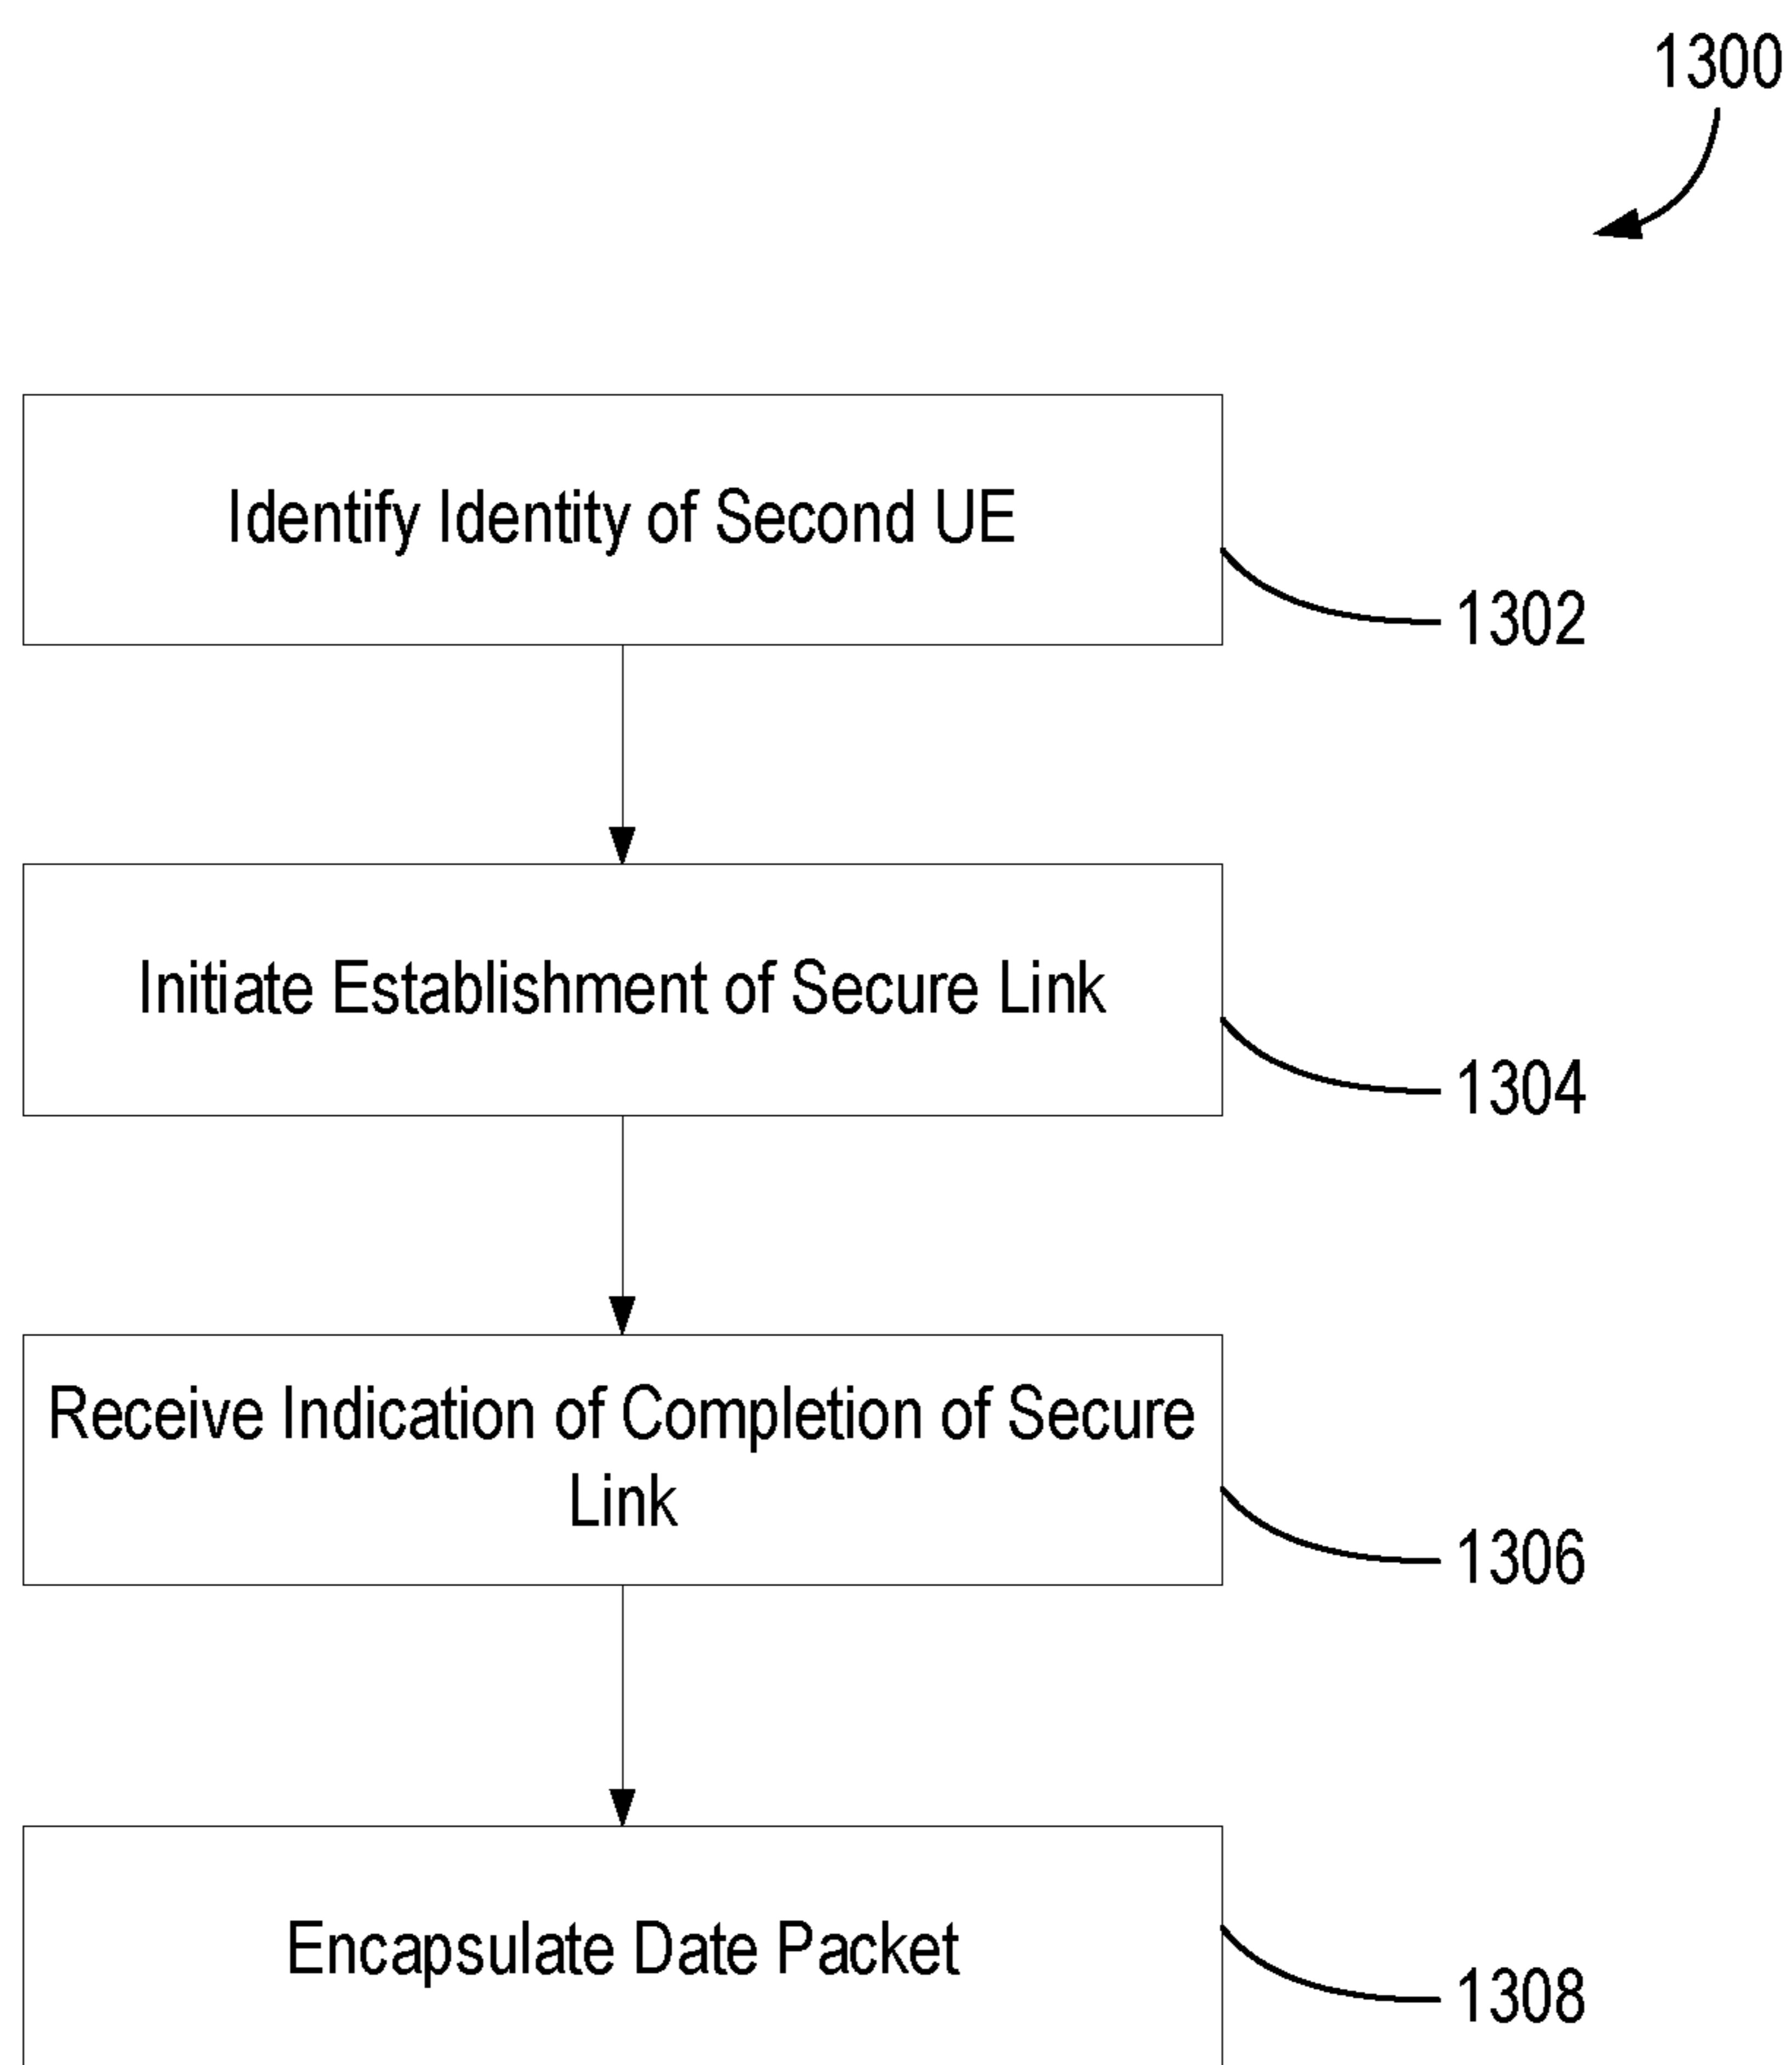 1300
Identify Identity of Second UE
1302
Initiate Establishment of Secure Link
1304
Receive Indication of Completion of Secure
Link
1306
Encapsulate Date Packet
1308